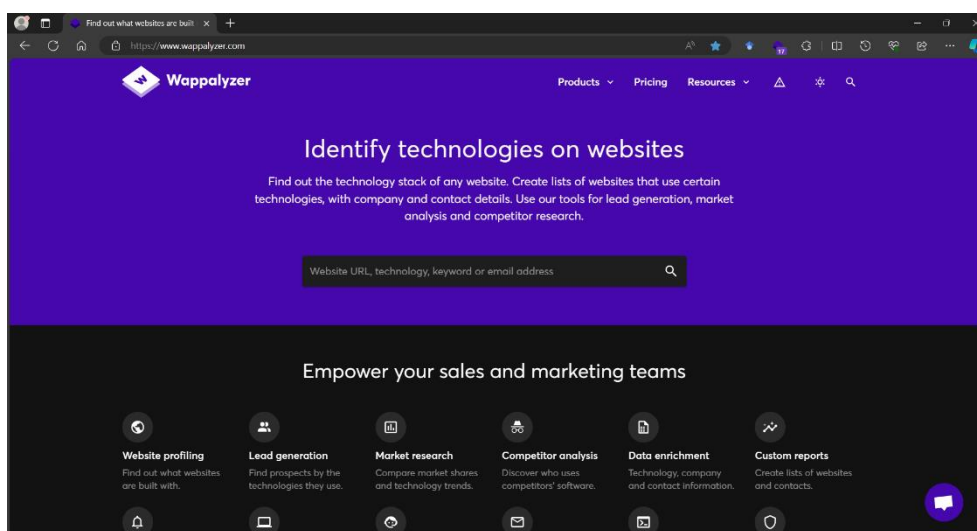 Find out what websites are built
https://www.wappalyzer.com
17
Wappalyzer
Products
Pricing
Resources
Identify technologies on websites
Find out the technology stack of any website. Create lists of websites that use certain
technologies, with company and contact details. Use our tools for lead generation, market
analysis and competitor research.
Website URL, technology, keyword or email address
Empower your sales and marketing teams
Website profiling
Find out what websites
are built with.
Lead generation
Find prospects by the
technologies they use.
Market research
Compare market shares
and technology trends.
Competitor analysis
Discover who uses
competitors' software.
Data enrichment
Technology, company
and contact information.
Custom reports
Create lists of websites
and contacts.